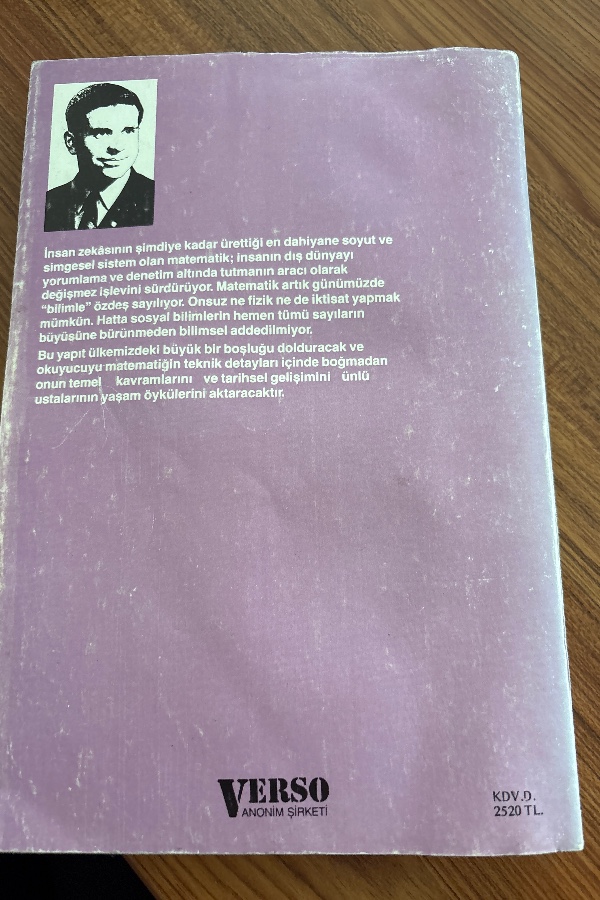 İnsan zekâsının şimdiye kadar ürettiği en dahiyane soyut ve
simgesel sistem olan matematik; insanın dış dünyayı
yorumlama ve denetim altında tutmanın aracı olarak
değişmez işlevini sürdürüyor. Matematik artık günümüzde
“bilimle” özdeş sayılıyor. Onsuz ne fizik ne de iktisat yapmak
mümkün. Hatta sosyal bilimlerin hemen tümü sayıların
büyüsüne bürünmeden bilimsel addedilmiyor.
Bu yapıt ülkemizdeki büyük bir boşluğu dolduracak ve
okuyucuyu matematiğin teknik detayları içinde boğmadan
onun temel kavramlarını ve tarihsel gelişimini ünlü
ustalarının yaşam öykülerini aktaracaktır.
VERSO
ANONİM ŞİRKETİ
KDV.D.
2520 TL.